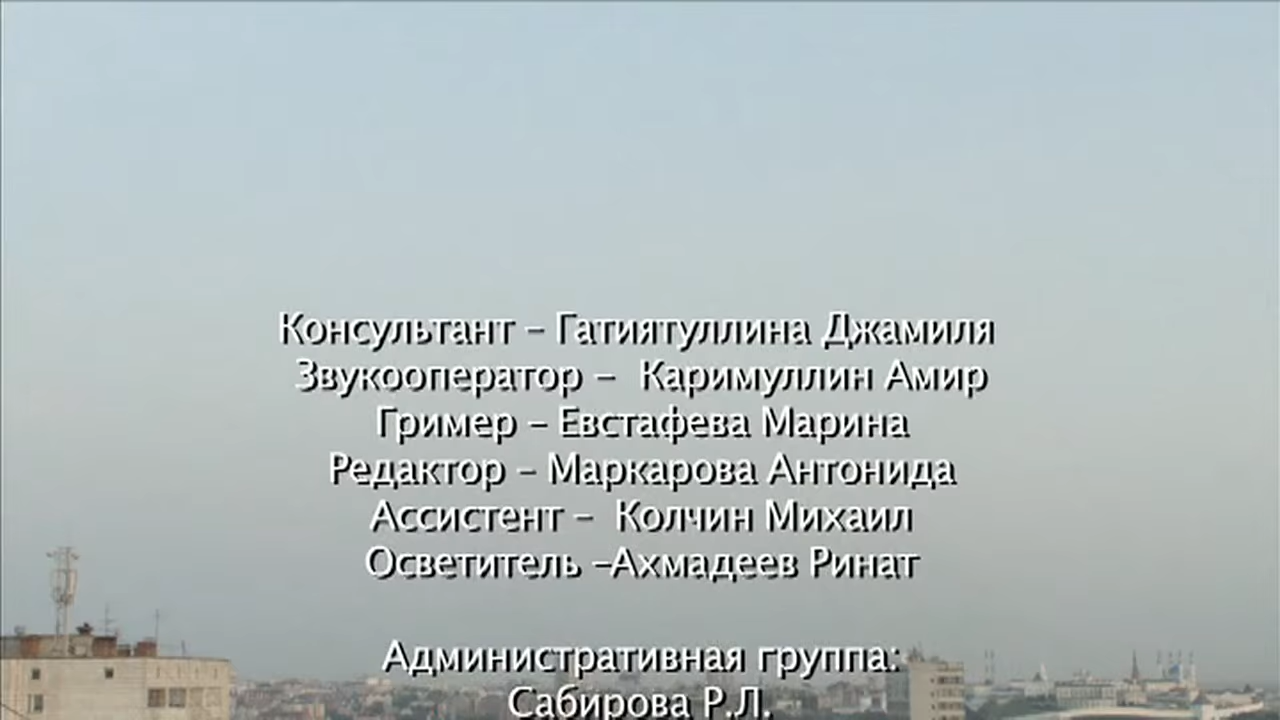 Консультант – Гатиятуллина Джамиля
Звукооператор – Каримуллин Амир
Гример – Евстафева Марина
Редактор – Маркарова Антонида
Ассистент – Колчин Михаил
Осветитель –Ахмадеев Ринат
Административная группа:
Сабирова Р.Л.